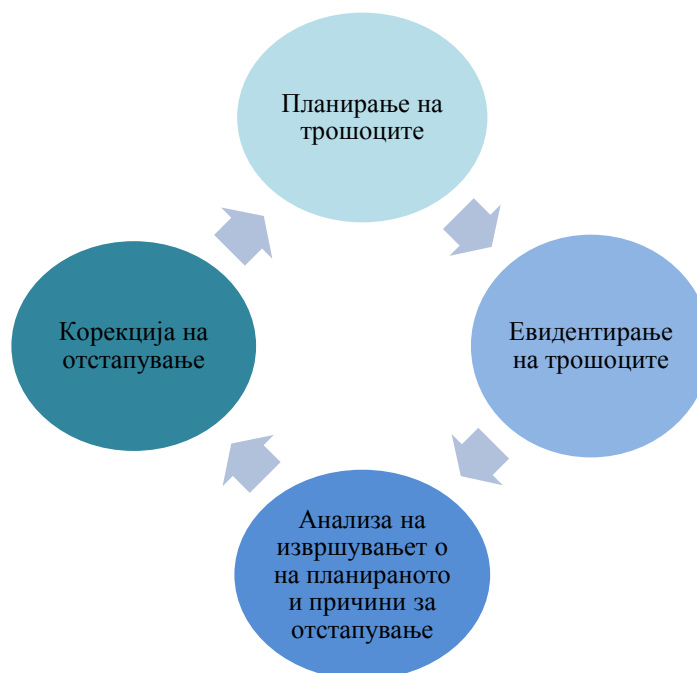 Планирање на
трошоците
Евидентирање
на трошоците
Анализа на
извршувањет о
на планираното
и причини за
отстапување
Корекција на
отстапување